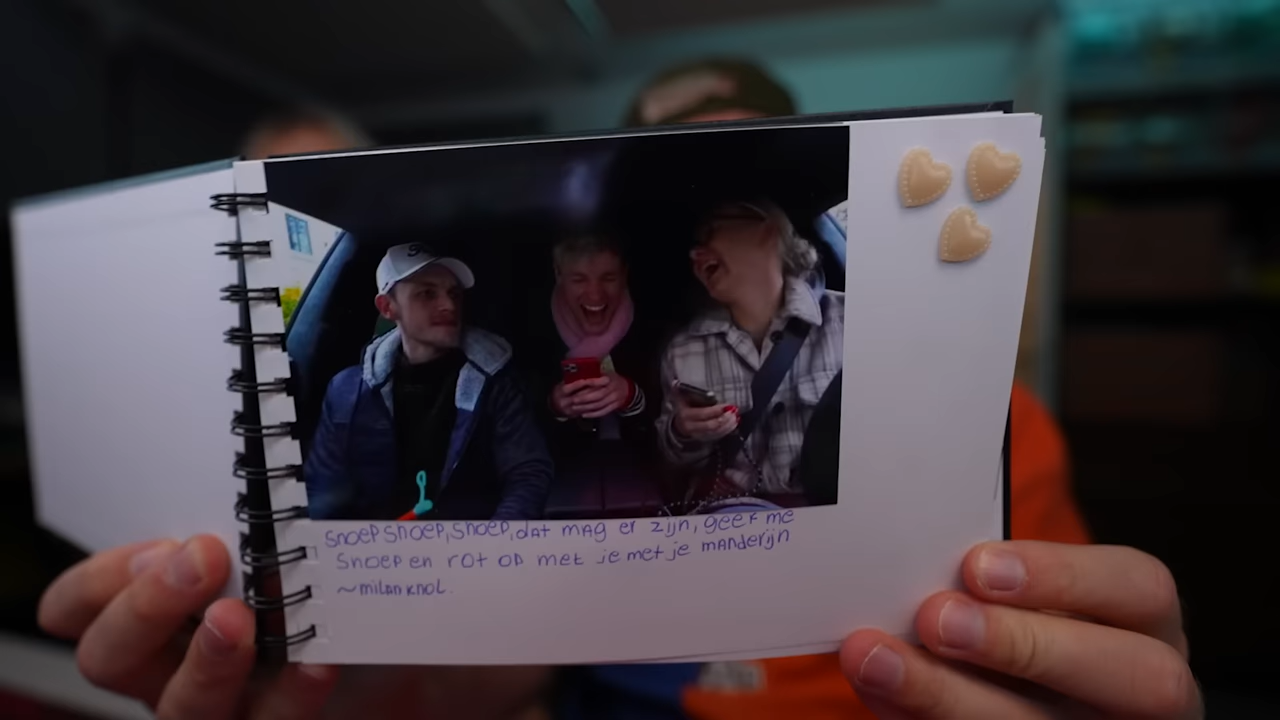 snoep snoep, snoep, dat mag er zijn, geef me
snoep en rot op met je met je manderijn
~milan knol.